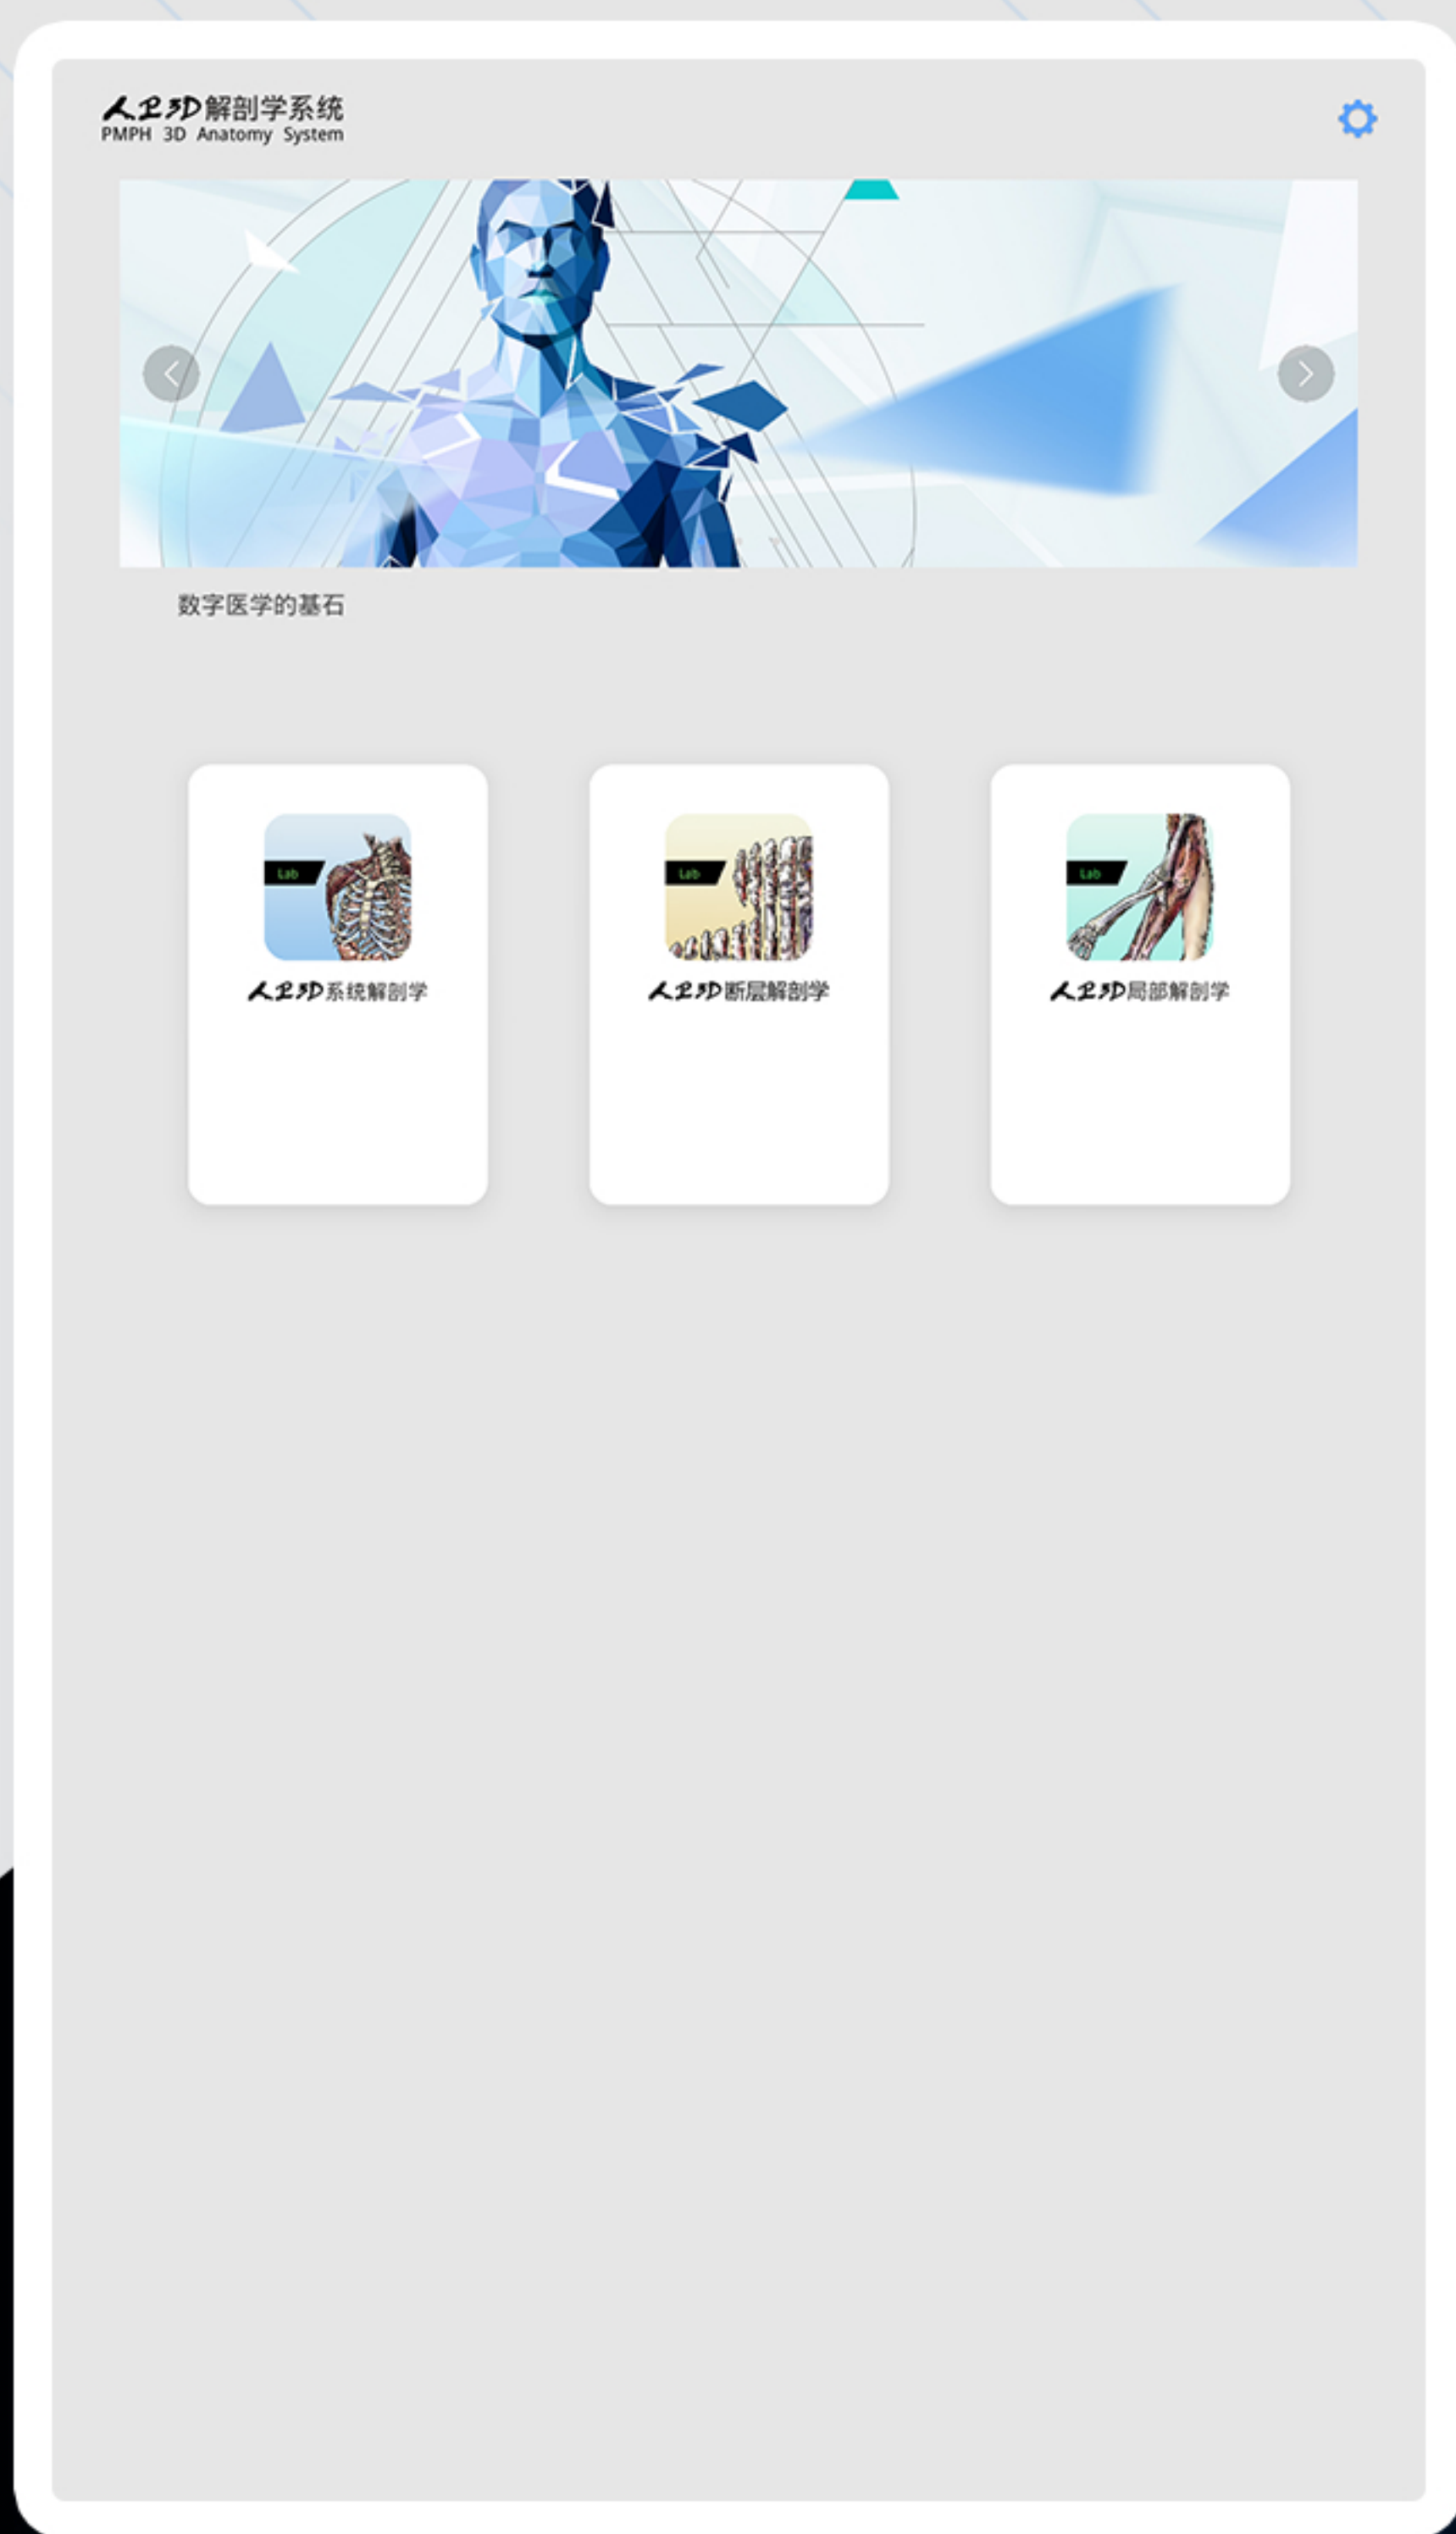 人卫3D解剖学系统
PMPH 3D Anatomy System
数字医学的基石
Lab
人卫3D系统解剖学
Lab
人卫3D断层解剖学
Lab
人卫3D局部解剖学